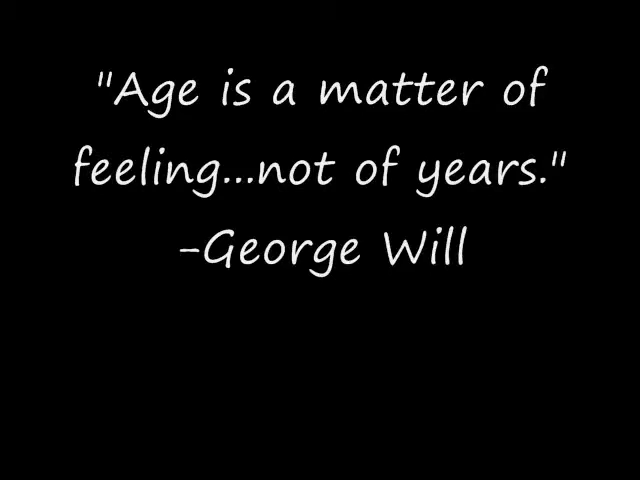 "Age is a matter of
feeling...not of years."
-George Will